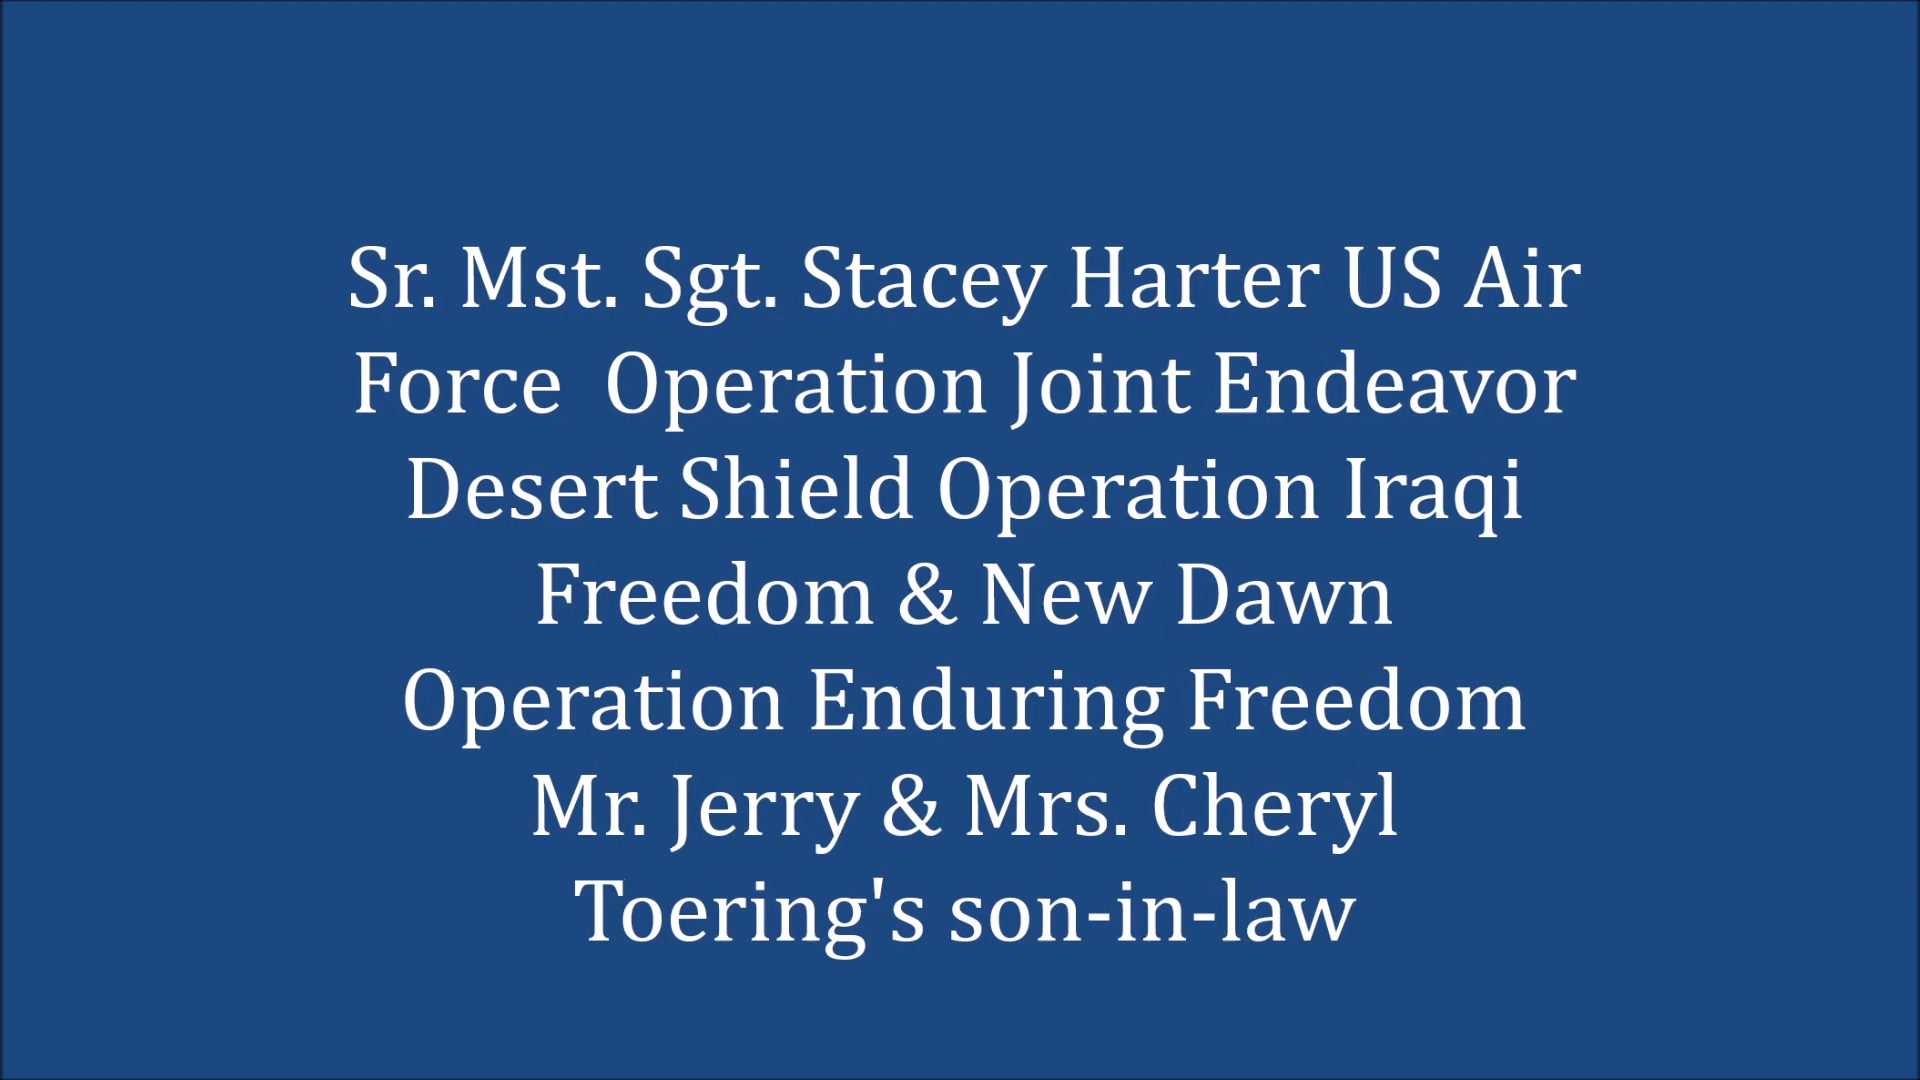 Sr. Mst. Sgt. Stacey Harter US Air
Force  Operation Joint Endeavor
Desert Shield Operation Iraqi
Freedom & New Dawn
Operation Enduring Freedom
Mr. Jerry & Mrs. Cheryl
Toering's son-in-law